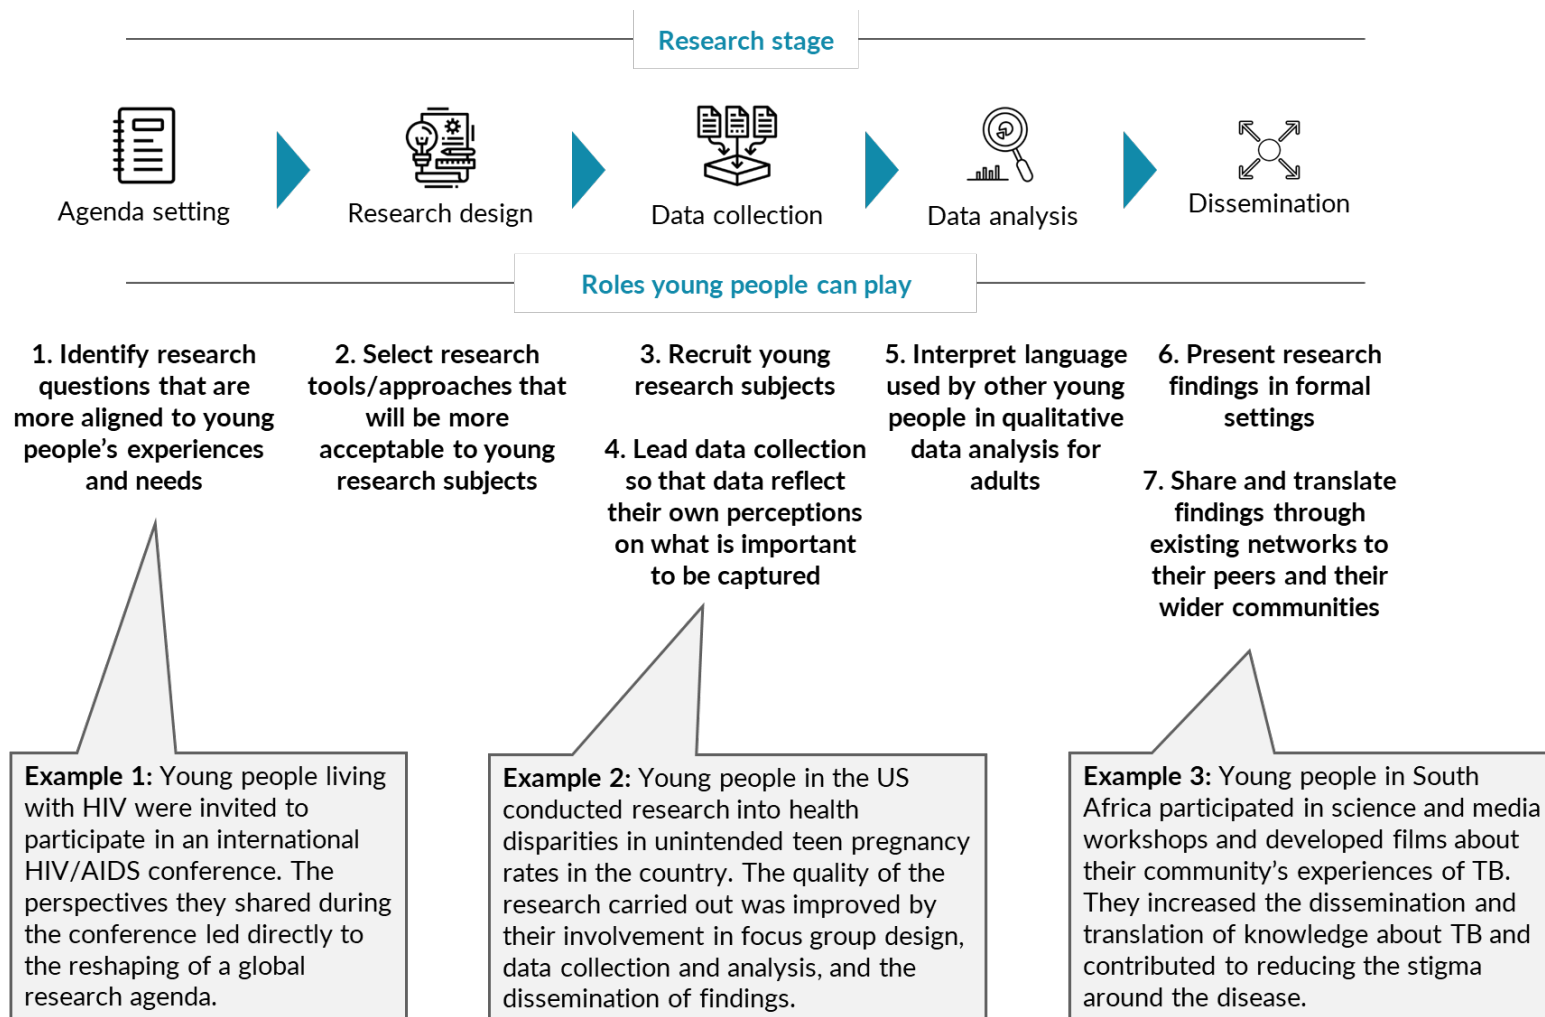 Research stage
Agenda setting
Research design
Data collection
Data analysis
Dissemination
Roles young people can play
1. Identify research
questions that are
more aligned to young
people's experiences
and needs
2. Select research
tools/approaches that
will be more
acceptable to young
research subjects
3. Recruit young
research subjects
4. Lead data collection
so that data reflect
their own perceptions
on what is important
to be captured
5. Interpret language
used by other young
people in qualitative
data analysis for
adults
6. Present research
findings in formal
settings
7. Share and translate
findings through
existing networks to
their peers and their
wider communities
Example 1: Young people living
with HIV were invited to
participate in an international
HIV/AIDS conference. The
perspectives they shared during
the conference led directly to
the reshaping of a global
research agenda.
Example 2: Young people in the US
conducted research into health
disparities in unintended teen pregnancy
rates in the country. The quality of the
research carried out was improved by
their involvement in focus group design,
data collection and analysis, and the
dissemination of findings.
Example 3: Young people in South
Africa participated in science and media
workshops and developed films about
their community's experiences of TB.
They increased the dissemination and
translation of knowledge about TB and
contributed to reducing the stigma
around the disease.